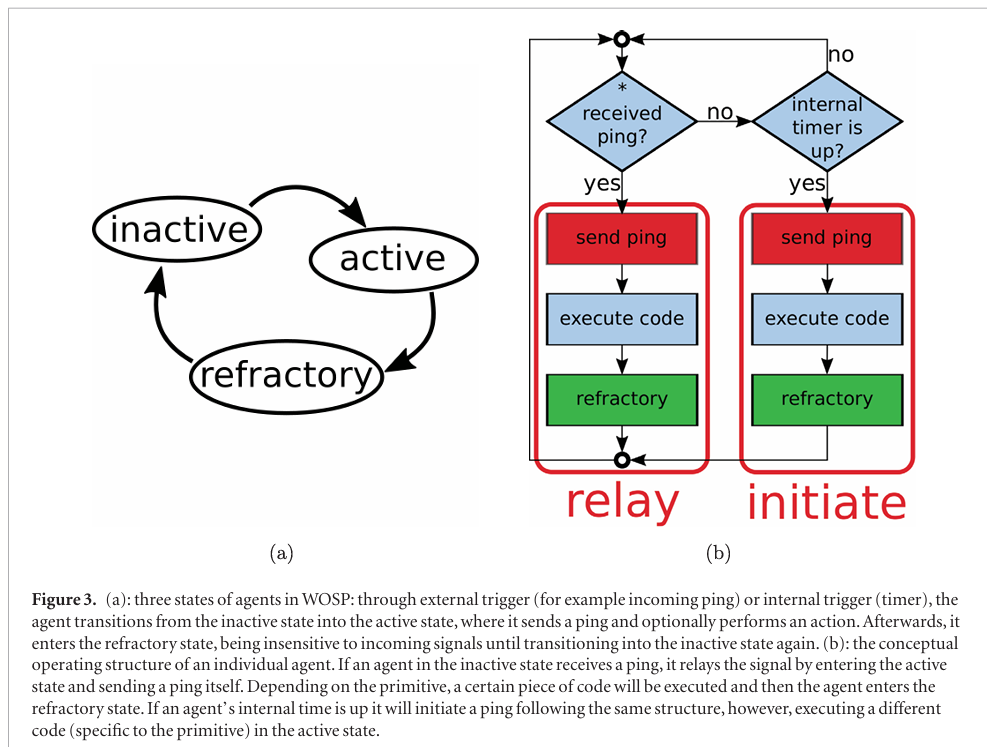 inactive
active
refractory
(a)
no
*
received
ping?
no
internal
timer is
up?
yes
yes
send ping
send ping
execute code
execute code
refractory
refractory
relay
initiate
(b)
Figure 3. (a): three states of agents in WOSP: through external trigger (for example incoming ping) or internal trigger (timer), the
agent transitions from the inactive state into the active state, where it sends a ping and optionally performs an action. Afterwards, it
enters the refractory state, being insensitive to incoming signals until transitioning into the inactive state again. (b): the conceptual
operating structure of an individual agent. If an agent in the inactive state receives a ping, it relays the signal by entering the active
state and sending a ping itself. Depending on the primitive, a certain piece of code will be executed and then the agent enters the
refractory state. If an agent's internal time is up it will initiate a ping following the same structure, however, executing a different
code (specific to the primitive) in the active state.